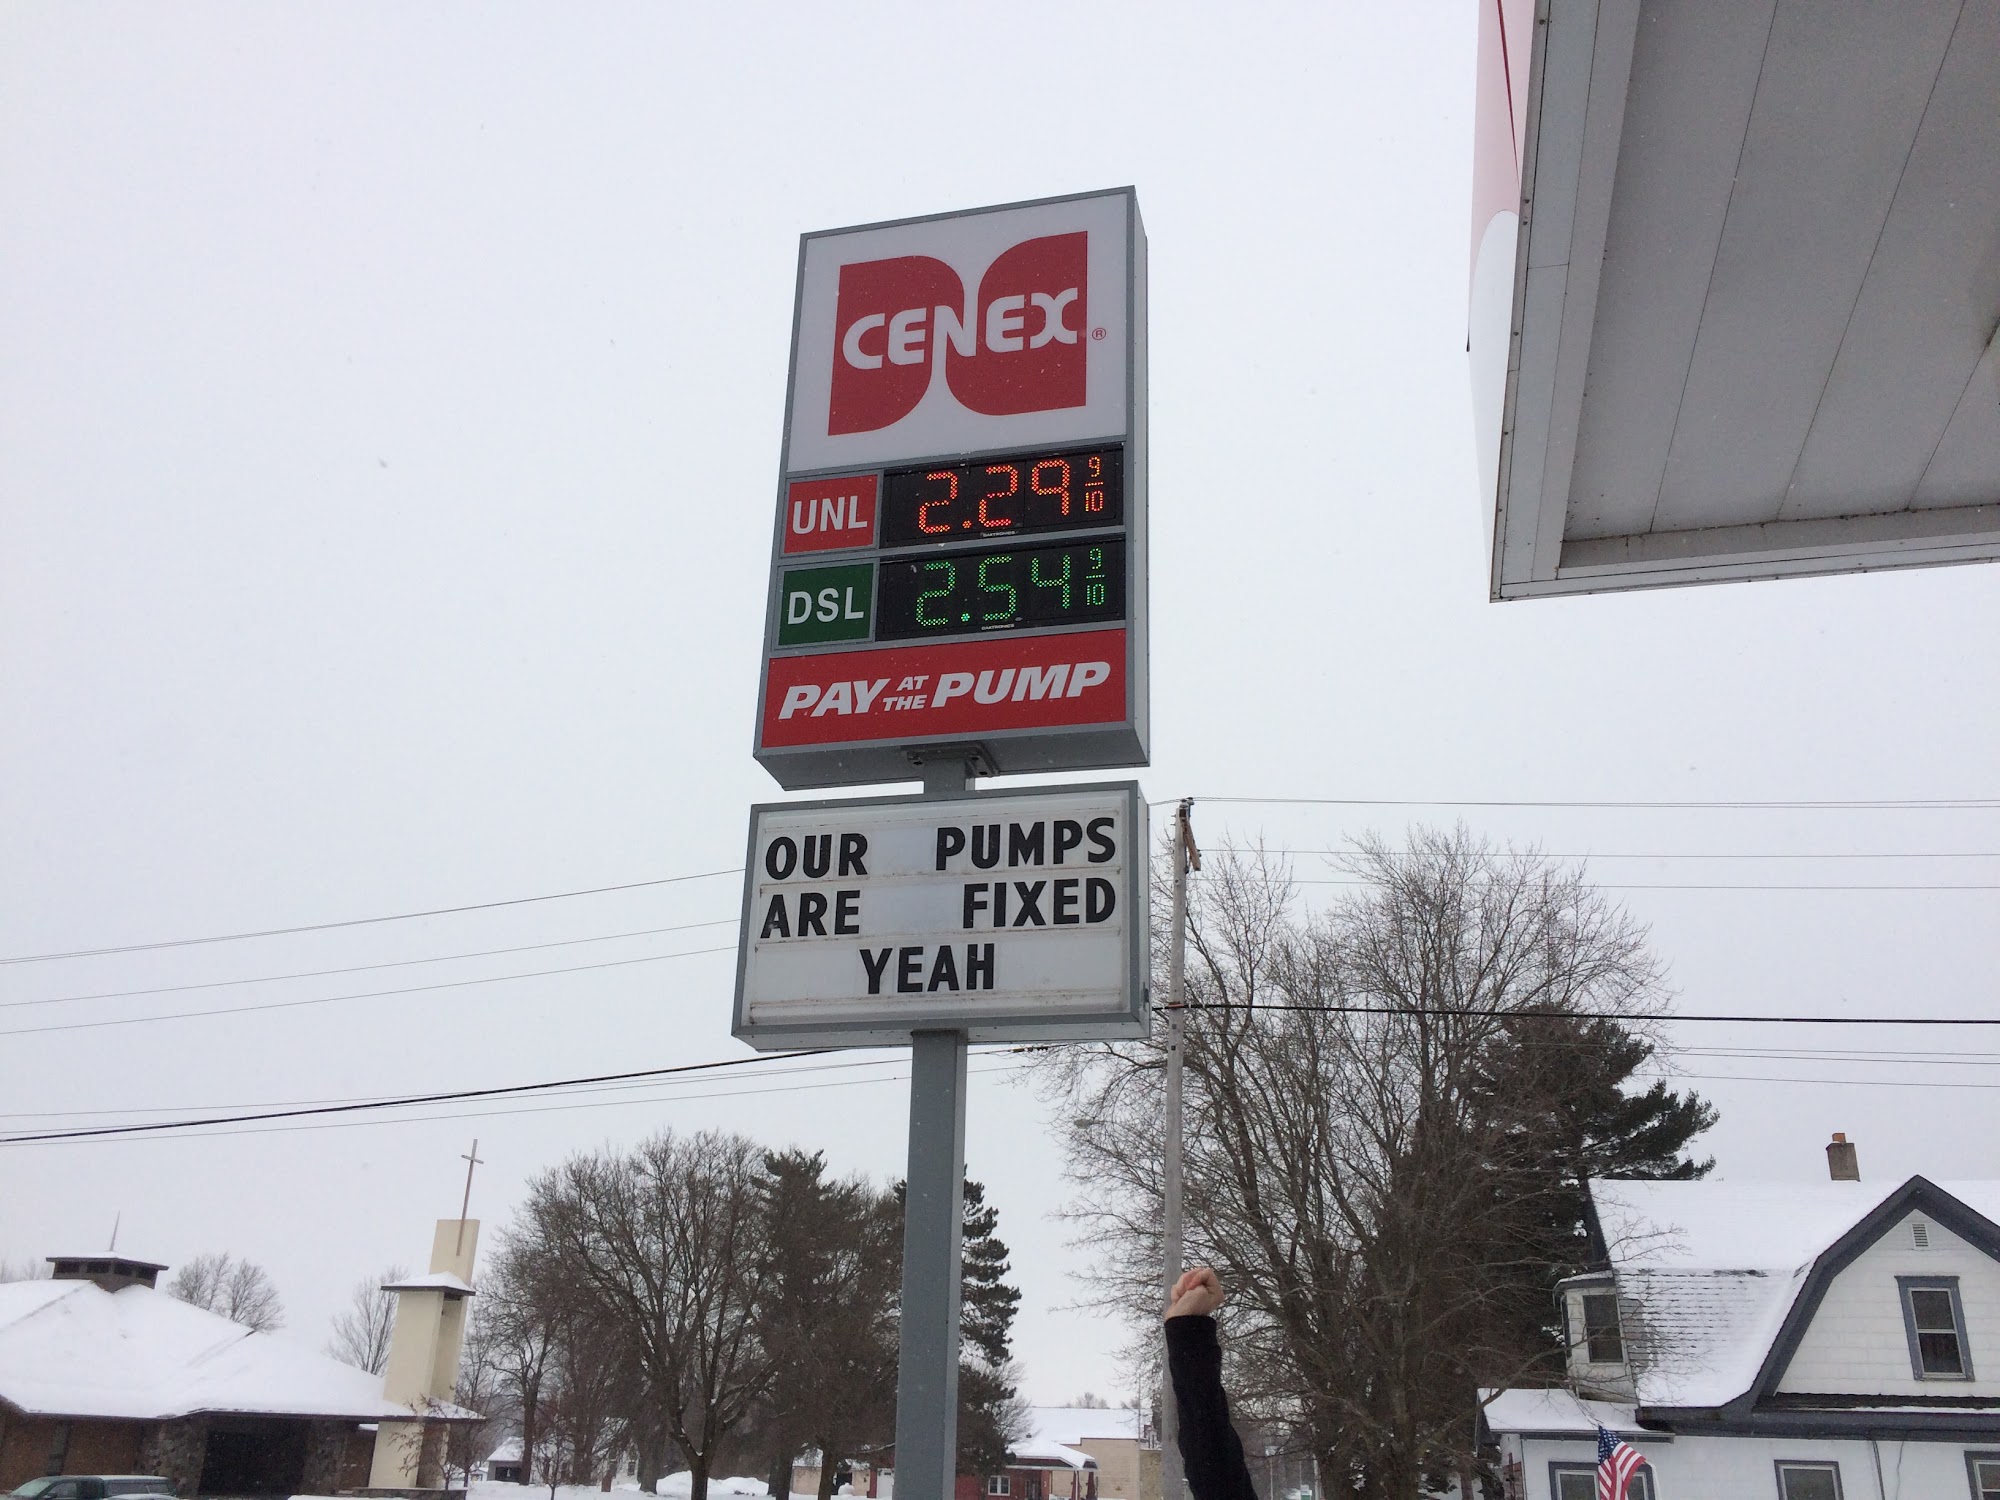 CENEX®
UNL 2.29 9/10
DSL 2.54 9/10
PAY AT THE PUMP
OUR PUMPS
ARE FIXED
YEAH